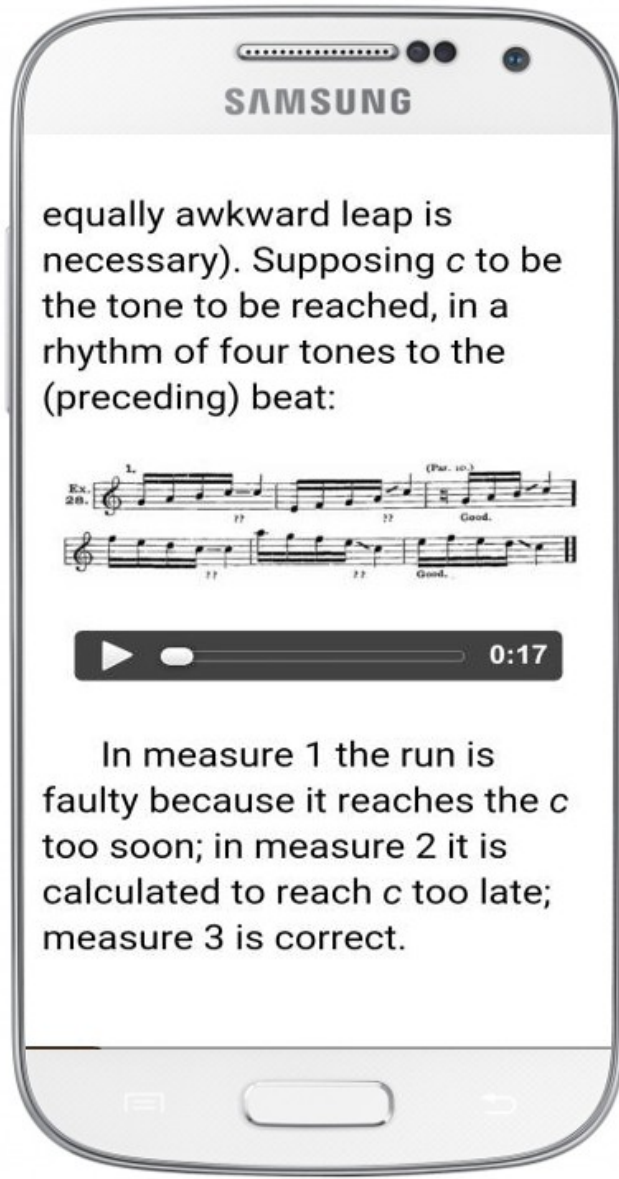 SAMSUNG
equally awkward leap is
necessary). Supposing c to be
the tone to be reached, in a
rhythm of four tones to the
(preceding) beat:
1. (Par. 10.)
Ex.
28.
?? ?? Good.
?? ?? Good.
0:17
In measure 1 the run is
faulty because it reaches the c
too soon; in measure 2 it is
calculated to reach c too late;
measure 3 is correct.